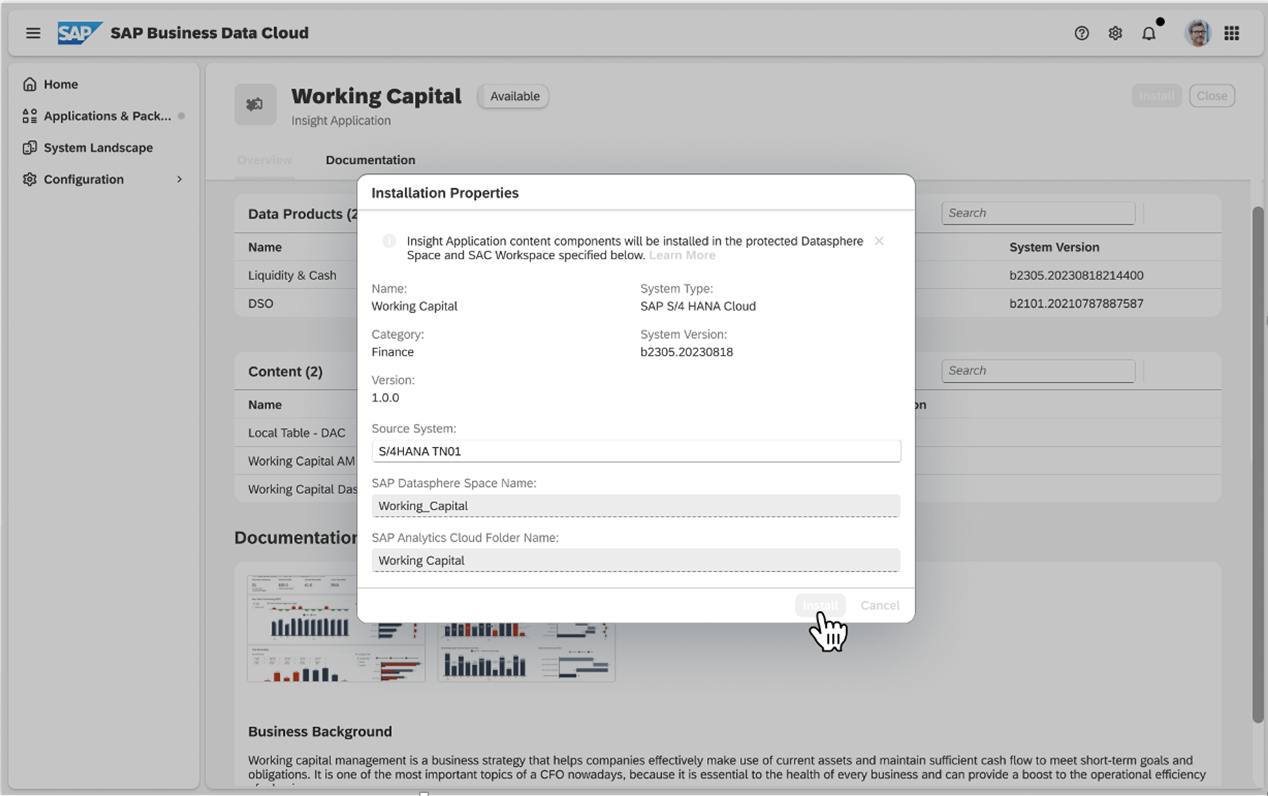 SAP SAP Business Data Cloud
Home
Applications & Pack...
System Landscape
Configuration
Working Capital
Available
Insight Application
Install
Close
Overview
Documentation
Data Products (2
Search
Name
System Version
Liquidity & Cash
b2305.20230818214400
DSO
b2101.20210787887587
Content (2)
Search
Name
on
Local Table - DAC
Working Capital AM
Working Capital Das
Installation Properties
Insight Application content components will be installed in the protected Datasphere
Space and SAC Workspace specified below. Learn More
Name:
Working Capital
System Type:
SAP S/4 HANA Cloud
Category:
Finance
System Version:
b2305.20230818
Version:
1.0.0
Source System:
S/4HANA TN01
SAP Datasphere Space Name:
Working_Capital
SAP Analytics Cloud Folder Name:
Working Capital
Install
Cancel
Documentation
Business Background
Working capital management is a business strategy that helps companies effectively make use of current assets and maintain sufficient cash flow to meet short-term goals and
obligations. It is one of the most important topics of a CFO nowadays, because it is essential to the health of every business and can provide a boost to the operational efficiency